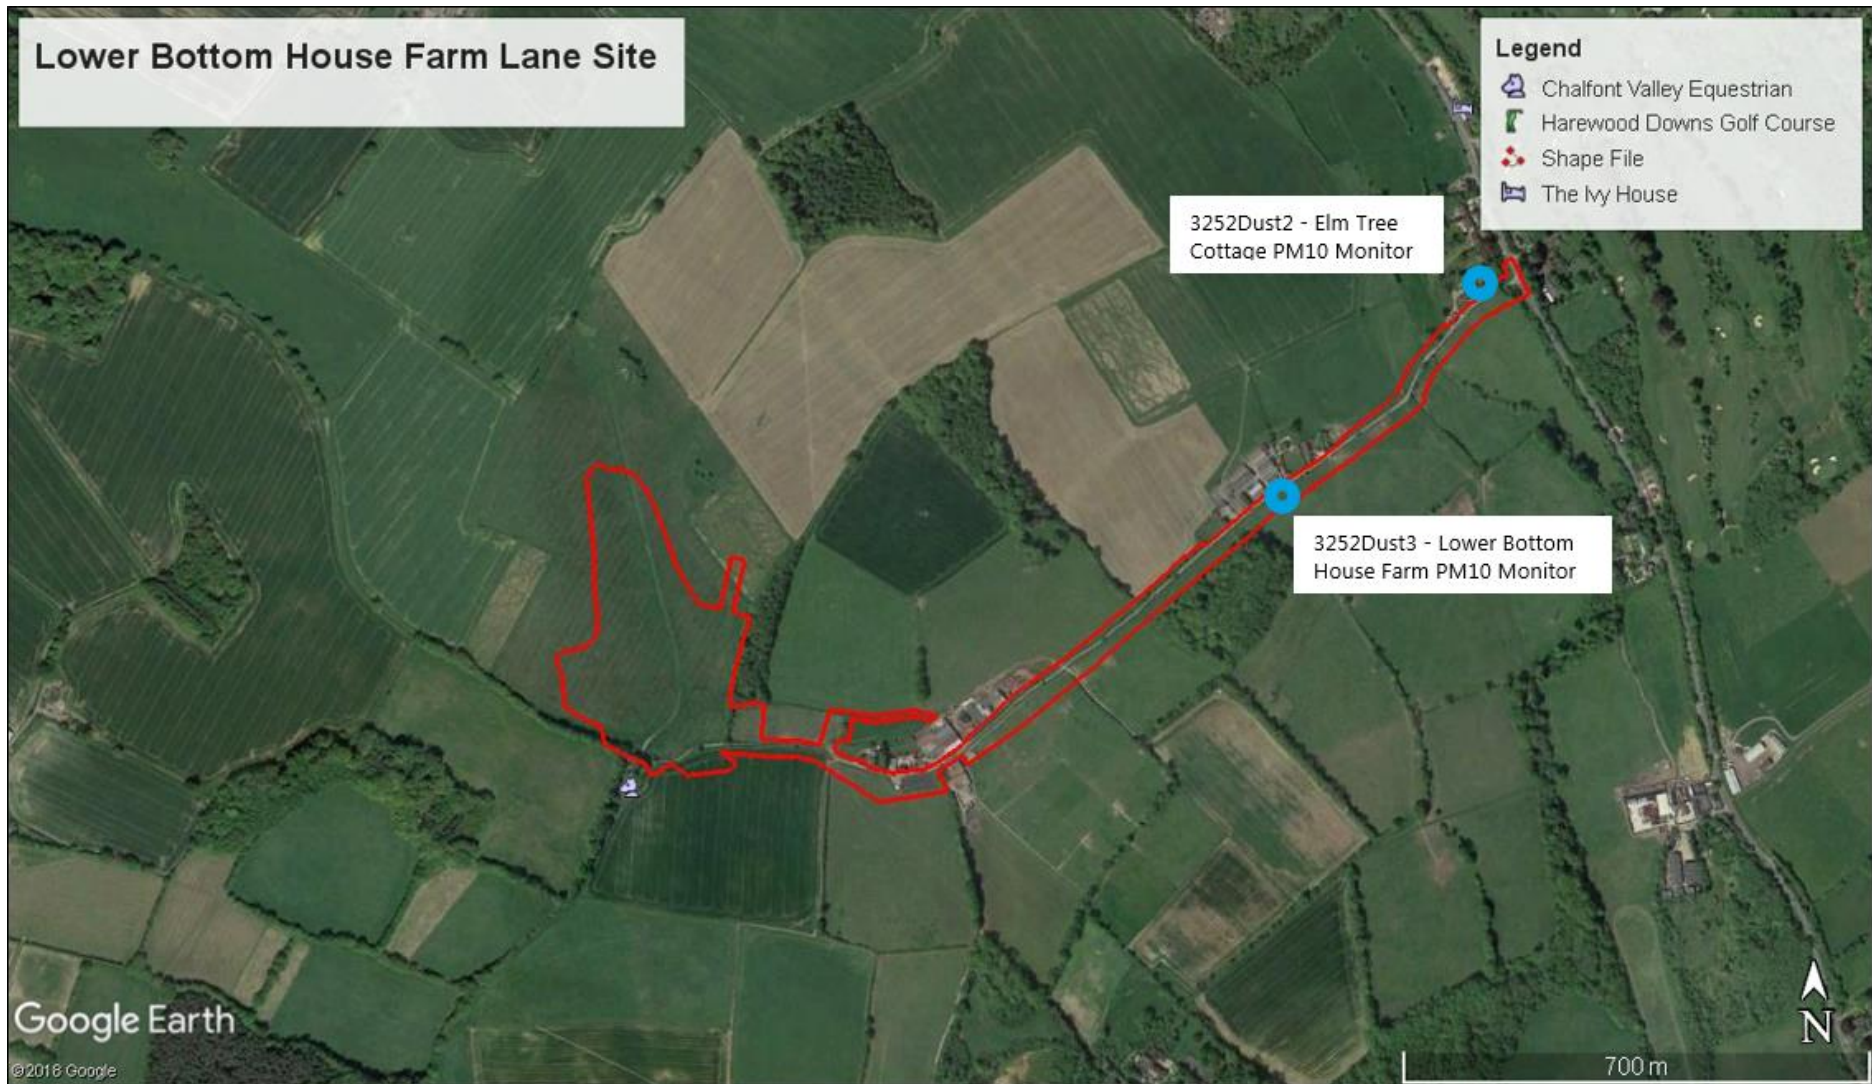 Lower Bottom House Farm Lane Site
Legend
Chalfont Valley Equestrian
Harewood Downs Golf Course
Shape File
The Ivy House
3252Dust2 - Elm Tree
Cottage PM10 Monitor
3252Dust3 - Lower Bottom
House Farm PM10 Monitor
Google Earth
©2018 Google
N
700 m